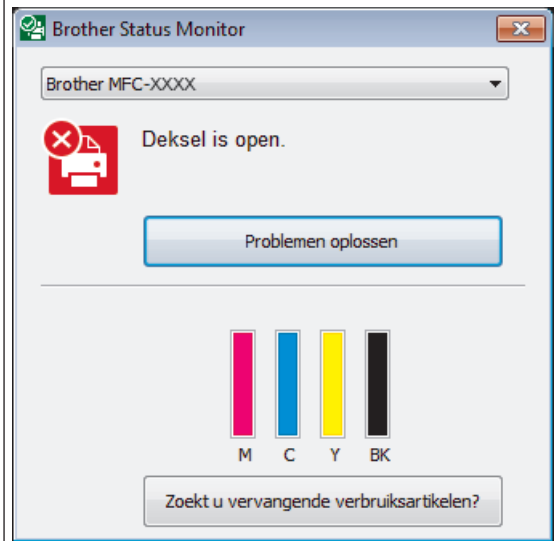 Brother Status Monitor
Brother MFC-XXXX
Deksel is open.
Problemen oplossen
M C Y BK
Zoekt u vervangende verbruiksartikelen?